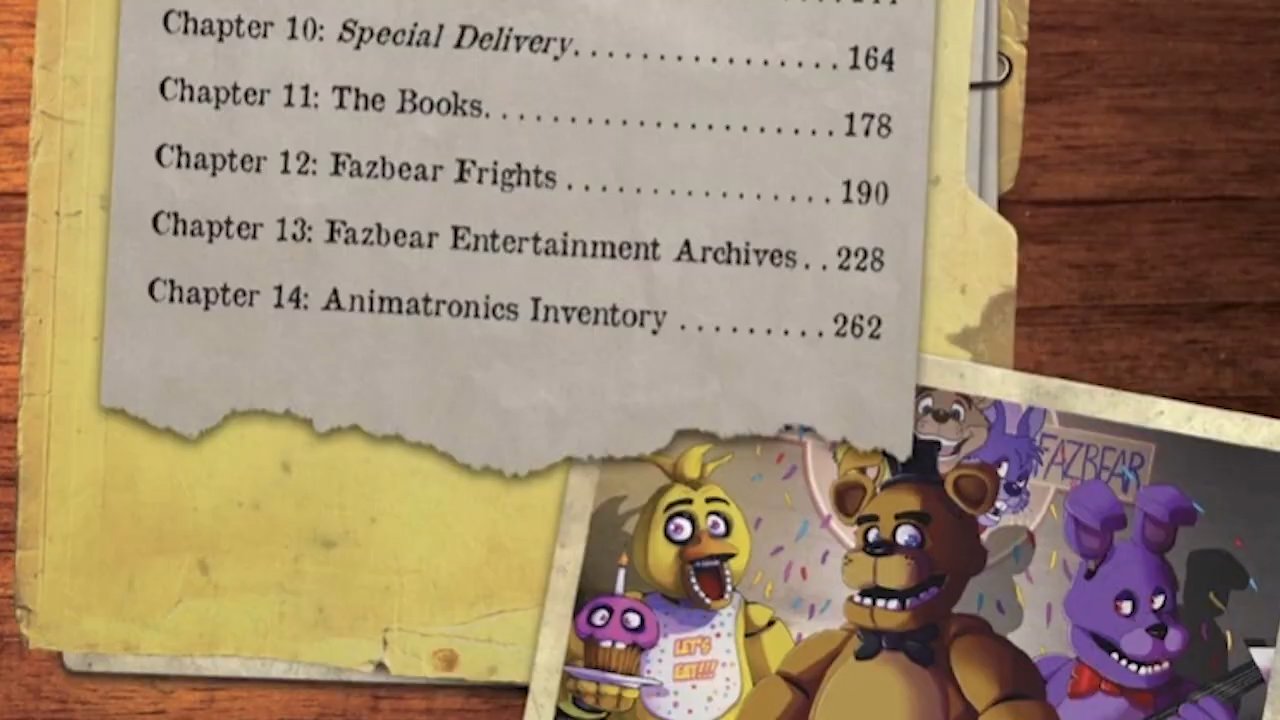 Chapter 10: Special Delivery................164
Chapter 11: The Books.....................178
Chapter 12: Fazbear Frights................190
Chapter 13: Fazbear Entertainment Archives..228
Chapter 14: Animatronics Inventory.........262
FAZBEAR
LET'S
EAT!!!